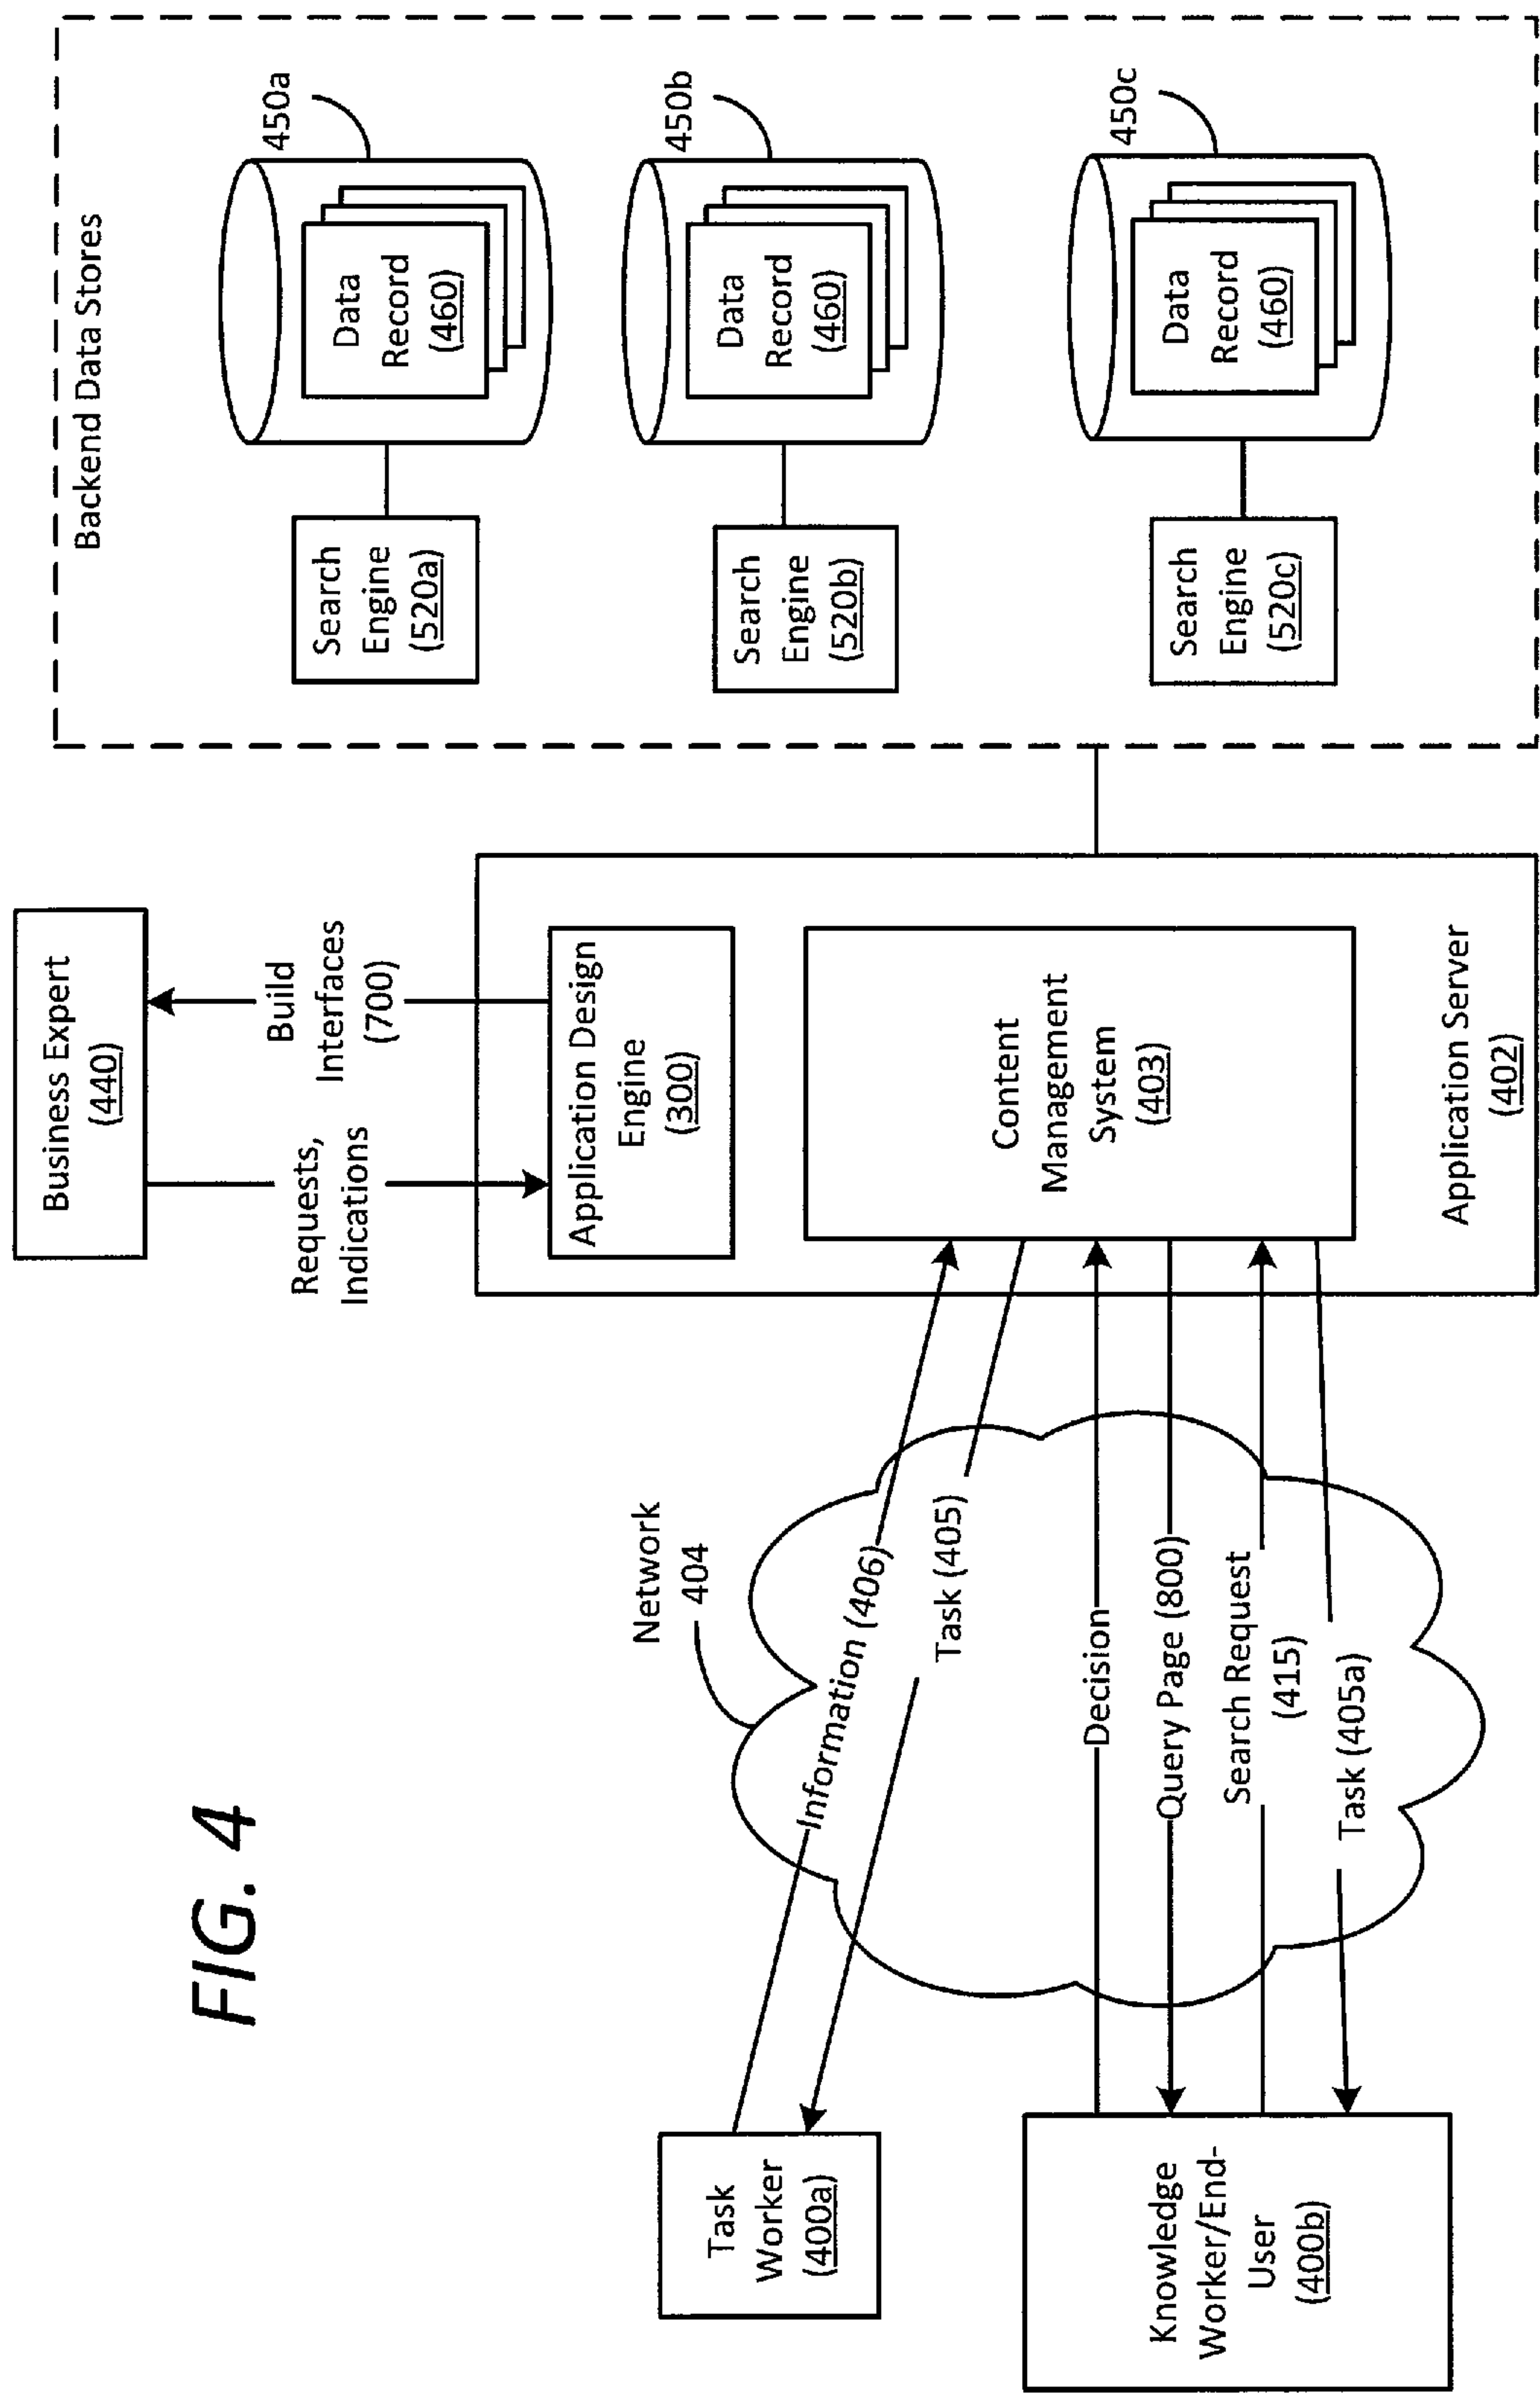 FIG. 4
Business Expert
(440)
Requests,
Indications
Build
Interfaces
(700)
Application Design
Engine
(300)
Content
Management
System
(403)
Application Server
(402)
Network
404
Information (406)
Task (405)
Decision
Query Page (800)
Search Request
(415)
Task (405a)
Task
Worker
(400a)
Knowledge
Worker/End-
User
(400b)
Backend Data Stores
Search
Engine
(520a)
Data
Record
(460)
450a
Search
Engine
(520b)
Data
Record
(460)
450b
Search
Engine
(520c)
Data
Record
(460)
450c